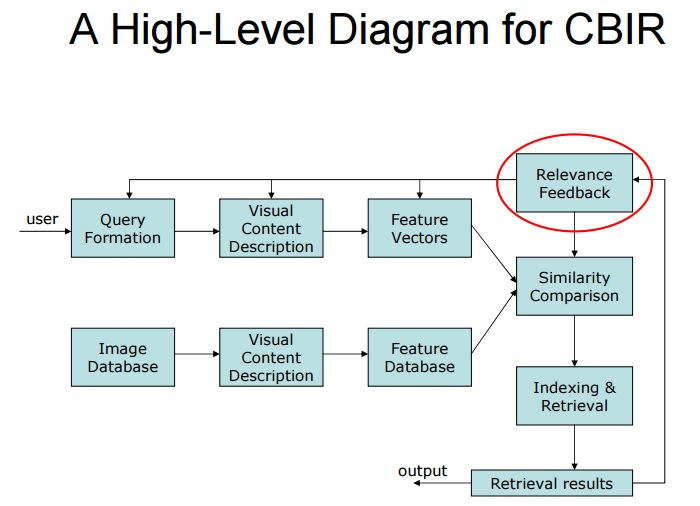 A High-Level Diagram for CBIR
Relevance
Feedback
user
Query
Formation
Visual
Content
Description
Feature
Vectors
Similarity
Comparison
Image
Database
Visual
Content
Description
Feature
Database
Indexing &
Retrieval
output
Retrieval results